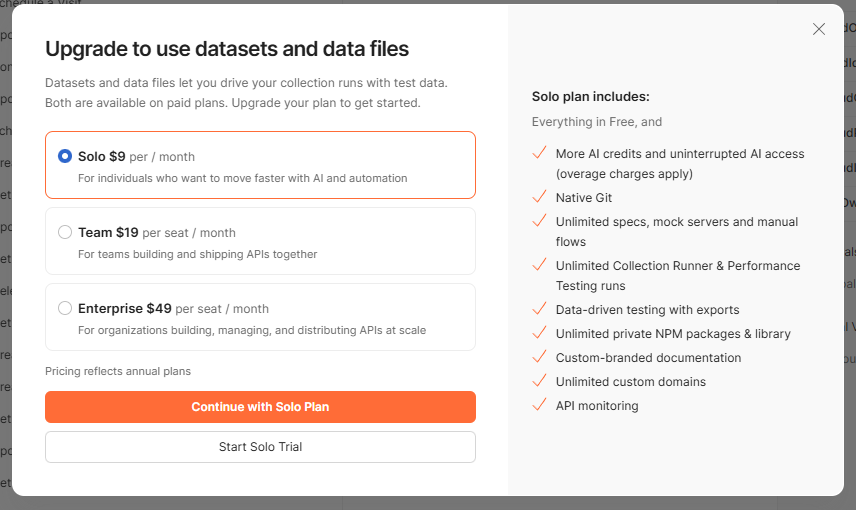 Upgrade to use datasets and data files
Datasets and data files let you drive your collection runs with test data.
Both are available on paid plans. Upgrade your plan to get started.
Solo $9 per / month
For individuals who want to move faster with AI and automation
Team $19 per seat / month
For teams building and shipping APIs together
Enterprise $49 per seat / month
For organizations building, managing, and distributing APIs at scale
Pricing reflects annual plans
Continue with Solo Plan
Start Solo Trial
Solo plan includes:
Everything in Free, and
More AI credits and uninterrupted AI access
(overage charges apply)
Native Git
Unlimited specs, mock servers and manual
flows
Unlimited Collection Runner & Performance
Testing runs
Data-driven testing with exports
Unlimited private NPM packages & library
Custom-branded documentation
Unlimited custom domains
API monitoring